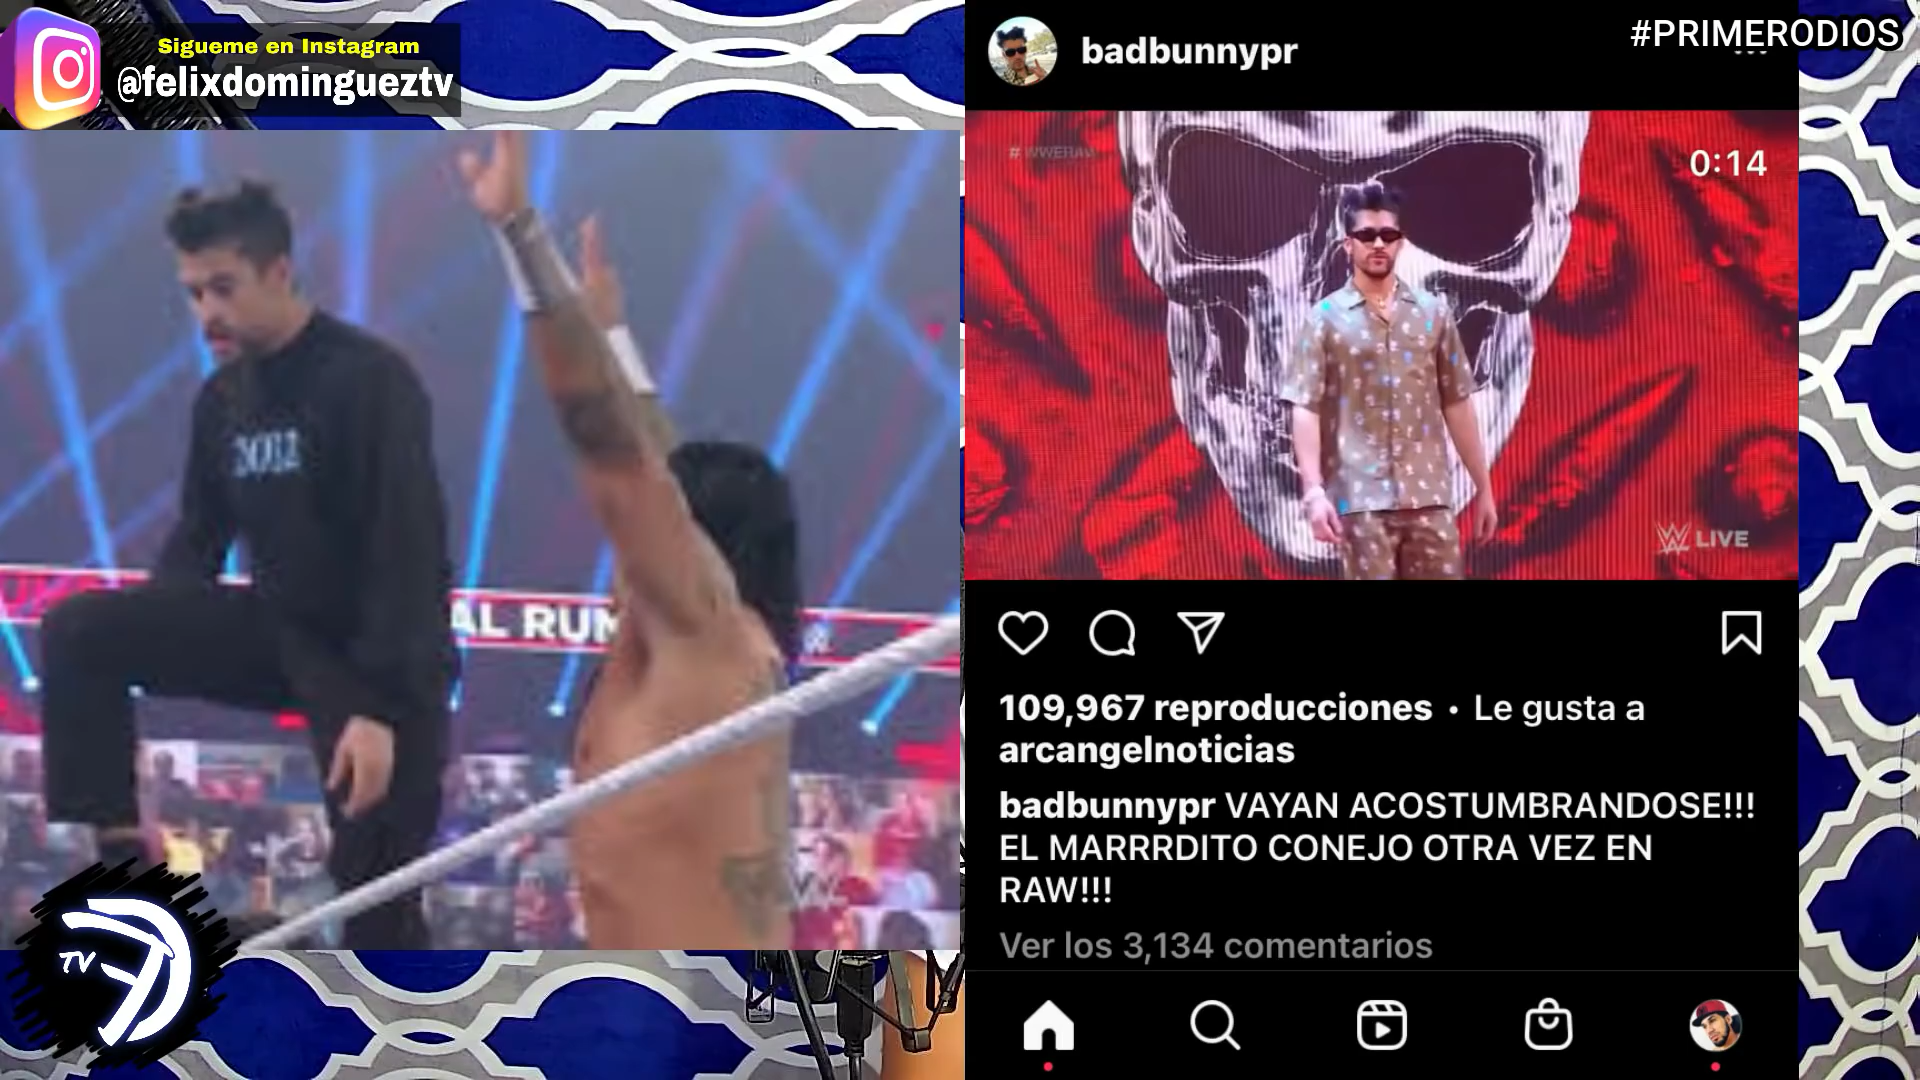 Sigueme en Instagram
@felixdomingueztv
AL RUM
TV
badbunnypr
#PRIMERODIOS
#WWERAW
0:14
LIVE
109,967 reproducciones • Le gusta a
arcangelnoticias
badbunnypr VAYAN ACOSTUMBRANDOSE!!!
EL MARRRDITO CONEJO OTRA VEZ EN
RAW!!!
Ver los 3,134 comentarios